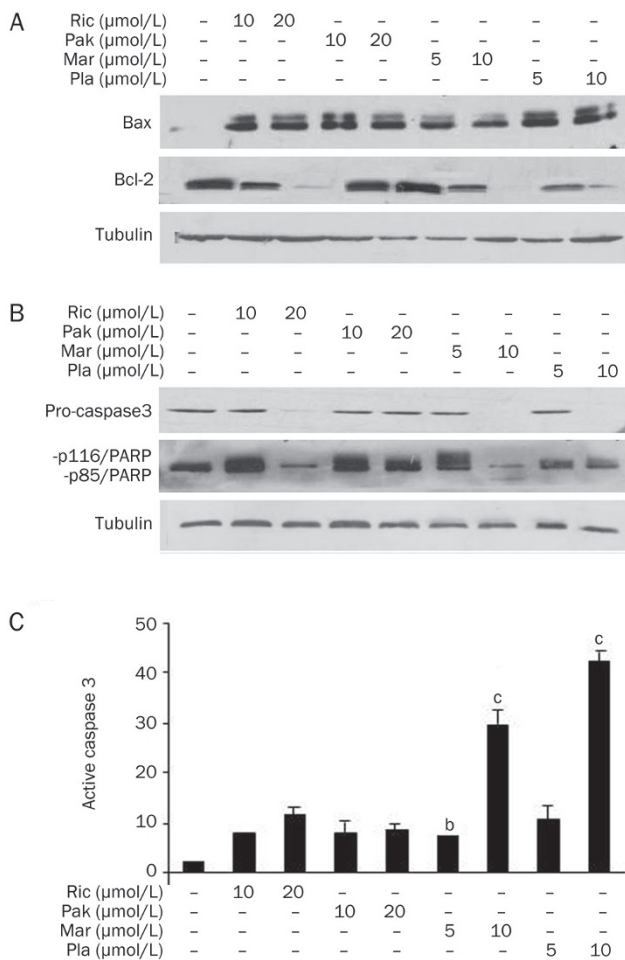 A
Ric (μmol/L) – 10 20 – – – – – –
Pak (μmol/L) – – – 10 20 – – – –
Mar (μmol/L) – – – – – 5 10 – –
Pla (μmol/L) – – – – – – – 5 10
Bax
Bcl-2
Tubulin
B
Ric (μmol/L) – 10 20 – – – – – –
Pak (μmol/L) – – – 10 20 – – – –
Mar (μmol/L) – – – – – 5 10 – –
Pla (μmol/L) – – – – – – – 5 10
Pro-caspase3
-p116/PARP
-p85/PARP
Tubulin
C
Active caspase 3
50
40
30
20
10
0
b
c
c
Ric (μmol/L) – 10 20 – – – – – –
Pak (μmol/L) – – – 10 20 – – – –
Mar (μmol/L) – – – – – 5 10 – –
Pla (μmol/L) – – – – – – – 5 10